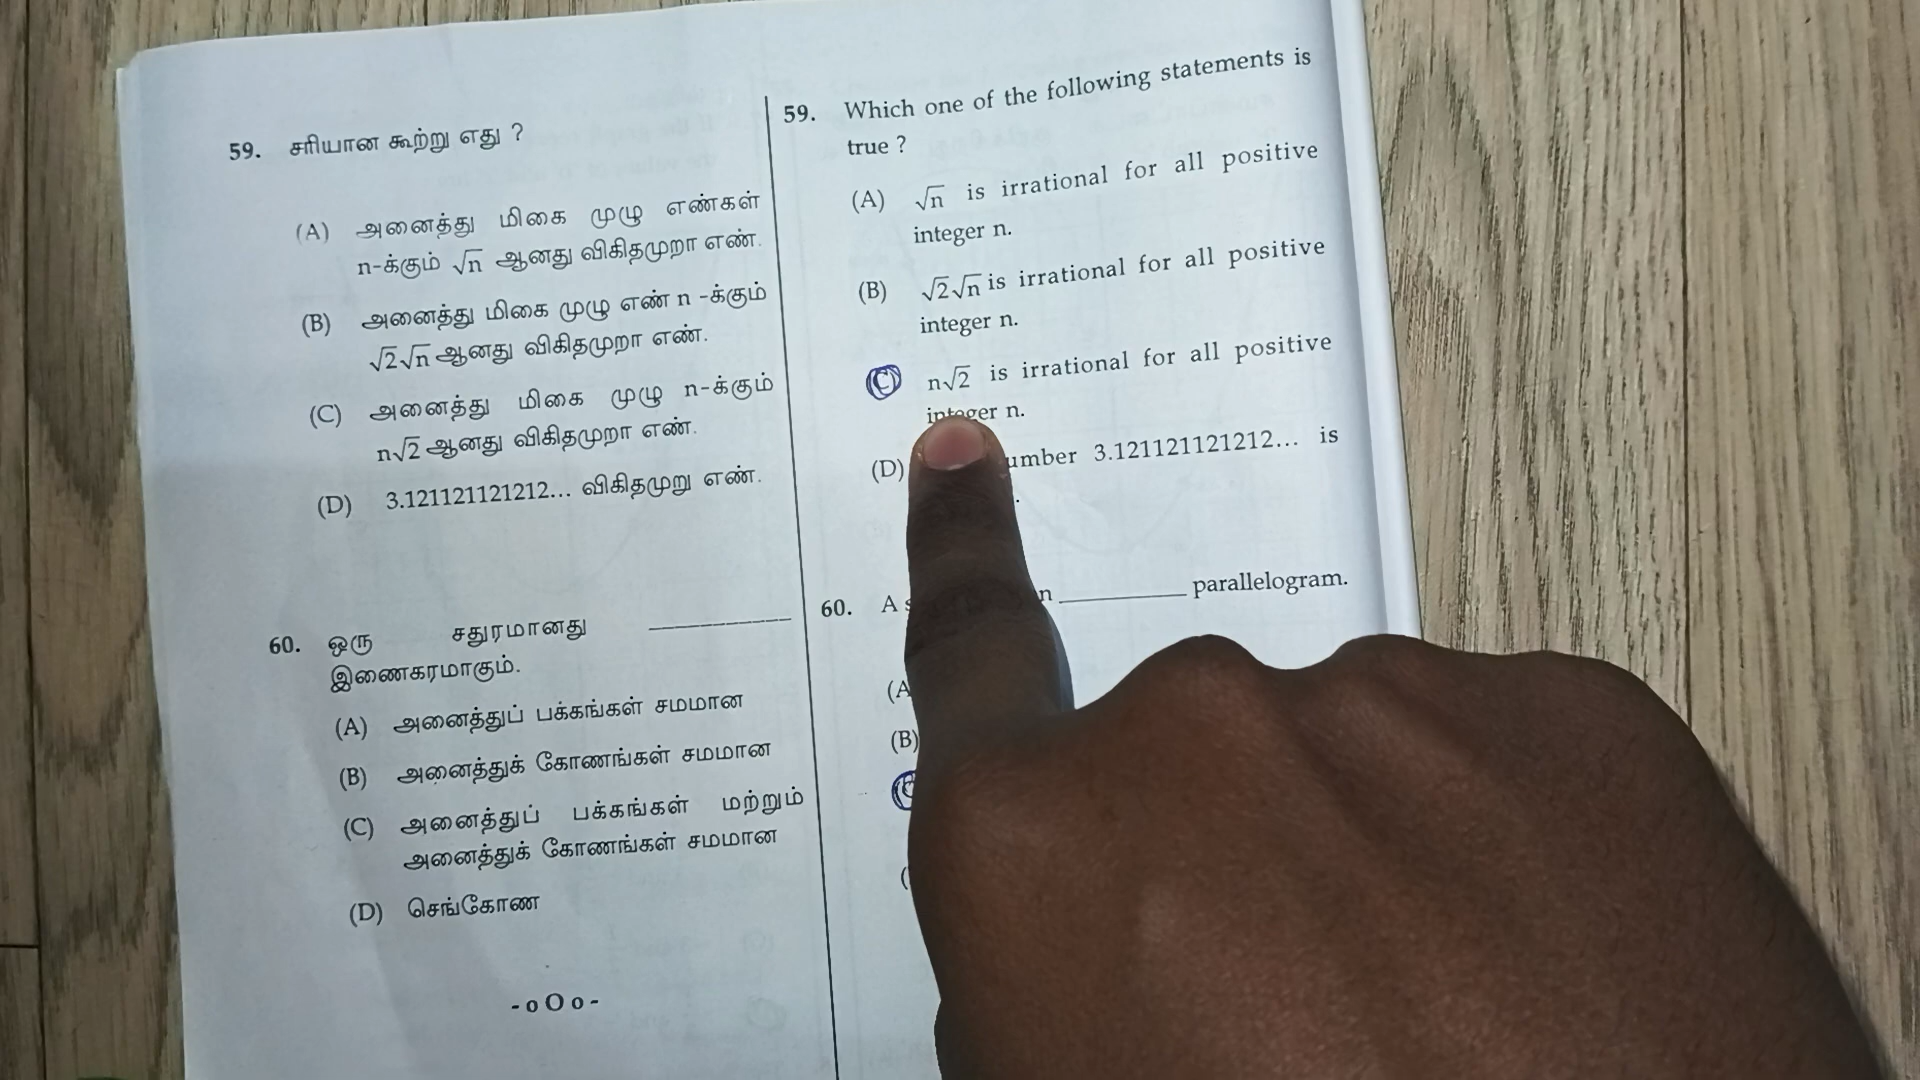 59. சரியான கூற்று எது ?
(A) அனைத்து மிகை முழு எண்கள்
n-க்கும் √n ஆனது விகிதமுறா எண்.
(B) அனைத்து மிகை முழு எண் n -க்கும்
√2√n ஆனது விகிதமுறா எண்.
(C) அனைத்து மிகை முழு n-க்கும்
n√2 ஆனது விகிதமுறா எண்.
(D) 3.121121121212... விகிதமுறு எண்.
60. ஒரு சதுரமானது ________
இணைகரமாகும்.
(A) அனைத்துப் பக்கங்கள் சமமான
(B) அனைத்துக் கோணங்கள் சமமான
(C) அனைத்துப் பக்கங்கள் மற்றும்
அனைத்துக் கோணங்கள் சமமான
(D) செங்கோண
-oOo-
59. Which one of the following statements is
true ?
(A) √n is irrational for all positive
integer n.
(B) √2√n is irrational for all positive
integer n.
(C) n√2 is irrational for all positive
integer n.
(D) 3.121121121212... is
60. A ________ parallelogram.
(A
(B)
(C